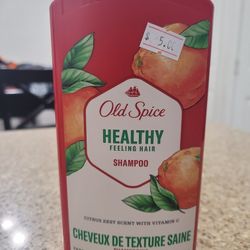 $ 5.00
Old Spice
HEALTHY
FEELING HAIR
SHAMPOO
CITRUS ZEST SCENT WITH VITAMIN C
CHEVEUX DE TEXTURE SAINE